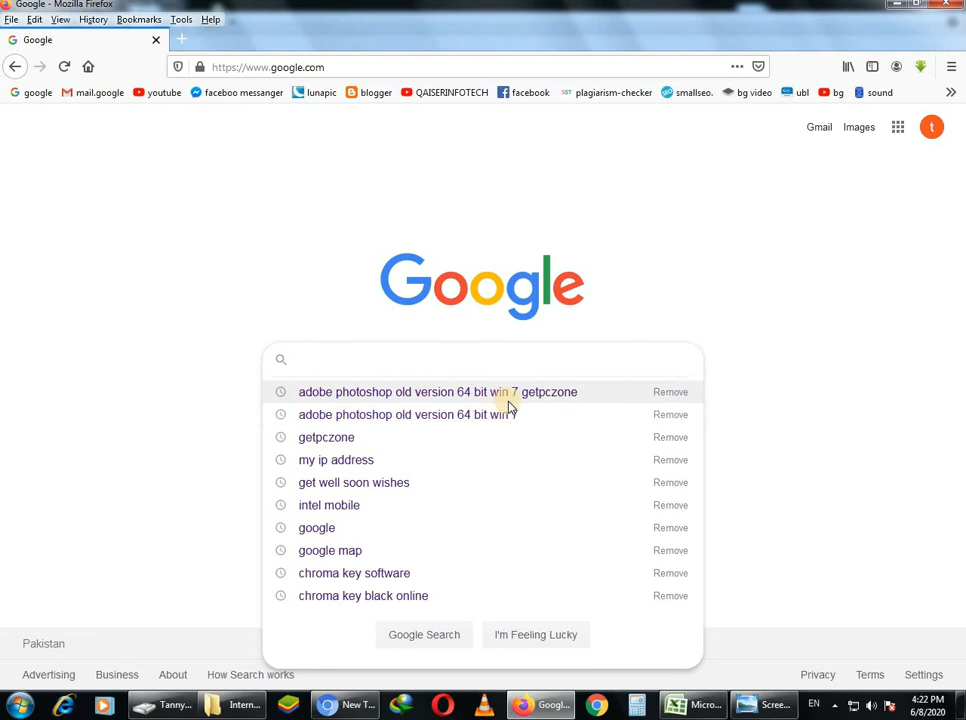 Google - Mozilla Firefox
File Edit View History Bookmarks Tools Help
Google
https://www.google.com
google mail.google youtube faceboo manssenger lunapic blogger QAISERINFOTECH facebook plagiarism-checker smallseo. bg video ubl bg sound
Gmail Images t
Google
adobe photoshop old version 64 bit win 7 getpczone Remove
adobe photoshop old version 64 bit win 7 Remove
getpczone Remove
my ip address Remove
get well soon wishes Remove
intel mobile Remove
google Remove
google map Remove
chroma key software Remove
chroma key black online Remove
Google Search I'm Feeling Lucky
Pakistan
Advertising Business About How Search works Privacy Terms Settings
Tanny... Intern... New T... Googl... Micro... Scree... EN 4:22 PM
6/8/2020